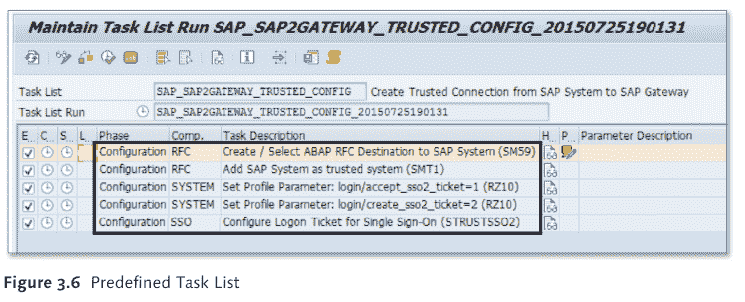 Maintain Task List Run SAP_SAP2GATEWAY_TRUSTED_CONFIG_20150725190131
Task List SAP_SAP2GATEWAY_TRUSTED_CONFIG Create Trusted Connection from SAP System to SAP Gateway
Task List Run SAP_SAP2GATEWAY_TRUSTED_CONFIG_20150725190131
E.. C.. S.. L.. Phase Comp. Task Description H.. P.. Parameter Description
Configuration RFC Create / Select ABAP RFC Destination to SAP System (SM59)
Configuration RFC Add SAP System as trusted system (SMT1)
Configuration SYSTEM Set Profile Parameter: login/accept_sso2_ticket=1 (RZ10)
Configuration SYSTEM Set Profile Parameter: login/create_sso2_ticket=2 (RZ10)
Configuration SSO Configure Logon Ticket for Single Sign-On (STRUSTSSO2)
Figure 3.6 Predefined Task List